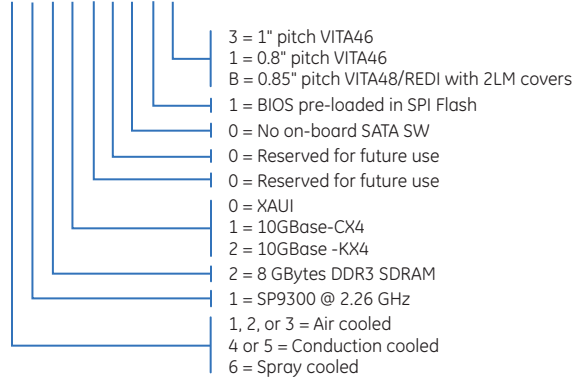 3 = 1" pitch VITA46
1 = 0.8" pitch VITA46
B = 0.85" pitch VITA48/REDI with 2LM covers
1 = BIOS pre-loaded in SPI Flash
0 = No on-board SATA SW
0 = Reserved for future use
0 = Reserved for future use
0 = XAUI
1 = 10GBase-CX4
2 = 10GBase -KX4
2 = 8 GBytes DDR3 SDRAM
1 = SP9300 @ 2.26 GHz
1, 2, or 3 = Air cooled
4 or 5 = Conduction cooled
6 = Spray cooled